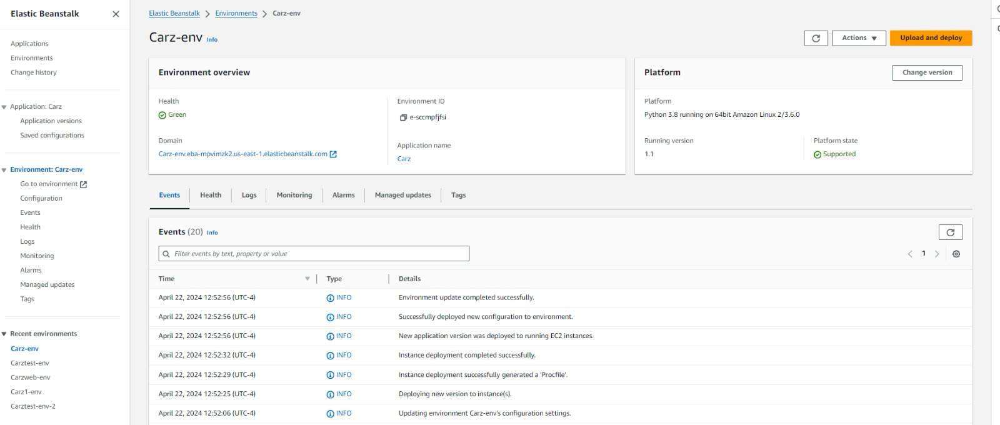 Elastic Beanstalk
Applications
Environments
Change history
Application: Carz
Application versions
Saved configurations
Environment: Carz-env
Go to environment
Configuration
Events
Health
Logs
Monitoring
Alarms
Managed updates
Tags
Recent environments
Carz-env
Carztest-env
Carzweb-env
Carz1-env
Carztest-env-2
Elastic Beanstalk > Environments > Carz-env
Carz-env Info
Actions
Upload and deploy
Environment overview
Health
Green
Environment ID
e-sccmpfjfsi
Domain
Carz-env.eba-mpvimzk2.us-east-1.elasticbeanstalk.com
Application name
Carz
Platform
Change version
Platform
Python 3.8 running on 64bit Amazon Linux 2/3.6.0
Running version
1.1
Platform state
Supported
Events Health Logs Monitoring Alarms Managed updates Tags
Events (20) Info
Filter events by text, property or value
1
Time Type Details
April 22, 2024 12:52:56 (UTC-4) INFO Environment update completed successfully.
April 22, 2024 12:52:56 (UTC-4) INFO Successfully deployed new configuration to environment.
April 22, 2024 12:52:56 (UTC-4) INFO New application version was deployed to running EC2 instances.
April 22, 2024 12:52:32 (UTC-4) INFO Instance deployment completed successfully.
April 22, 2024 12:52:29 (UTC-4) INFO Instance deployment successfully generated a 'Procfile'.
April 22, 2024 12:52:25 (UTC-4) INFO Deploying new version to instance(s).
April 22, 2024 12:52:06 (UTC-4) INFO Updating environment Carz-env's configuration settings.